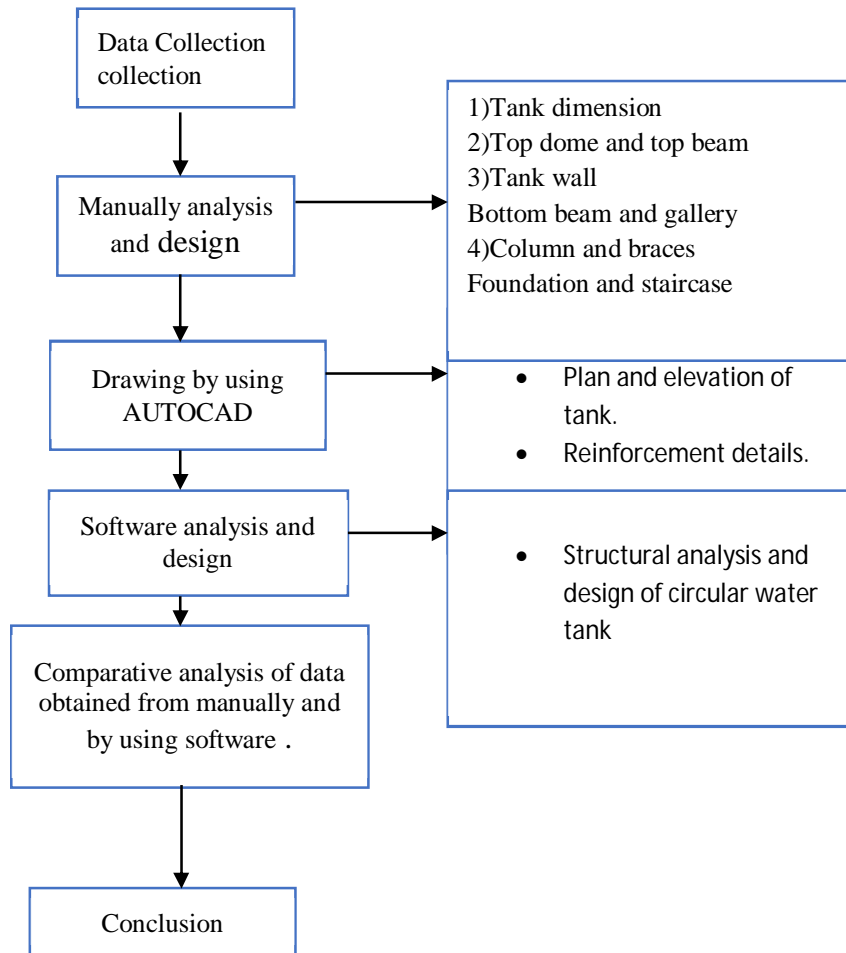 Data Collection
collection
1)Tank dimension
2)Top dome and top beam
3)Tank wall
Bottom beam and gallery
4)Column and braces
Foundation and staircase
Manually analysis
and design
Drawing by using
AUTOCAD
• Plan and elevation of
tank.
• Reinforcement details.
Software analysis and
design
• Structural analysis and
design of circular water
tank
Comparative analysis of data
obtained from manually and
by using software .
Conclusion